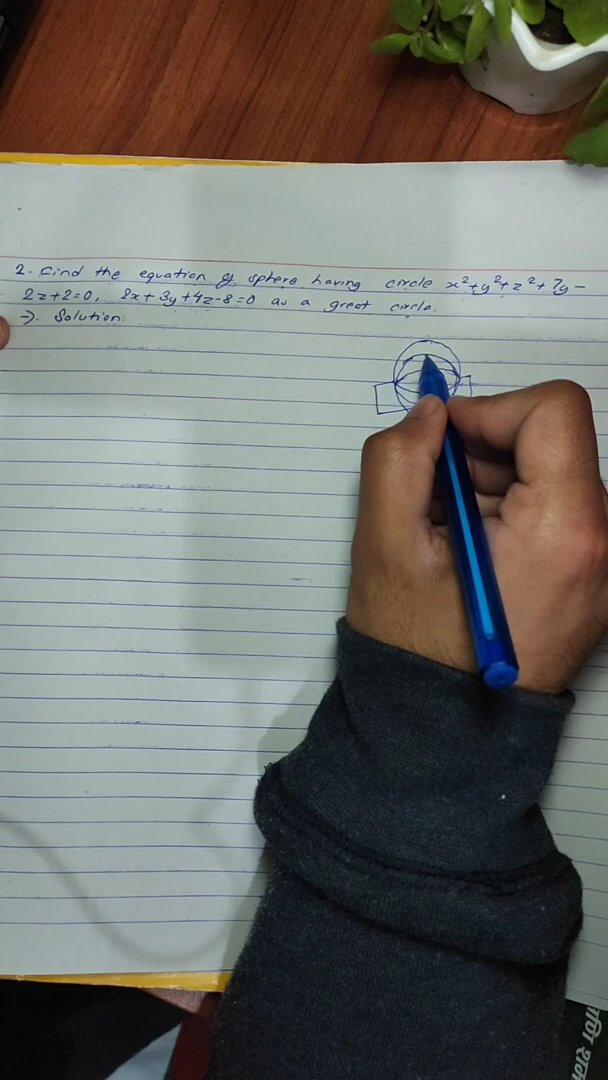 2. Find the equation of sphere having circle x²+y²+z²+7y-
2z+2=0, 2x+3y+4z-8=0 as a great circle.
→. Solution: